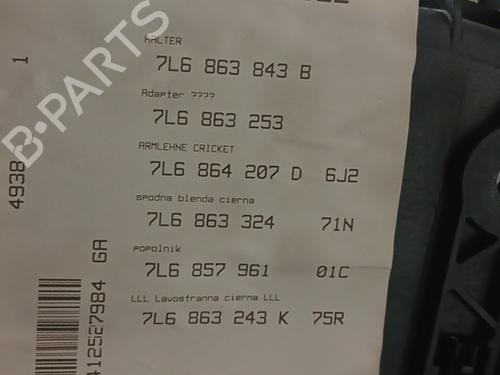 HALTER
7L6 863 843 B
Adapter ????
7L6 863 253
ARMLEHNE CRICKET
7L6 864 207 D 6J2
spodna blenda cierna
7L6 863 324 71N
popolnik
7L6 857 961 01C
LLL Lavostranna cierna LLL
7L6 863 243 K 75R
4938
1
412527984 GA
B-PARTS